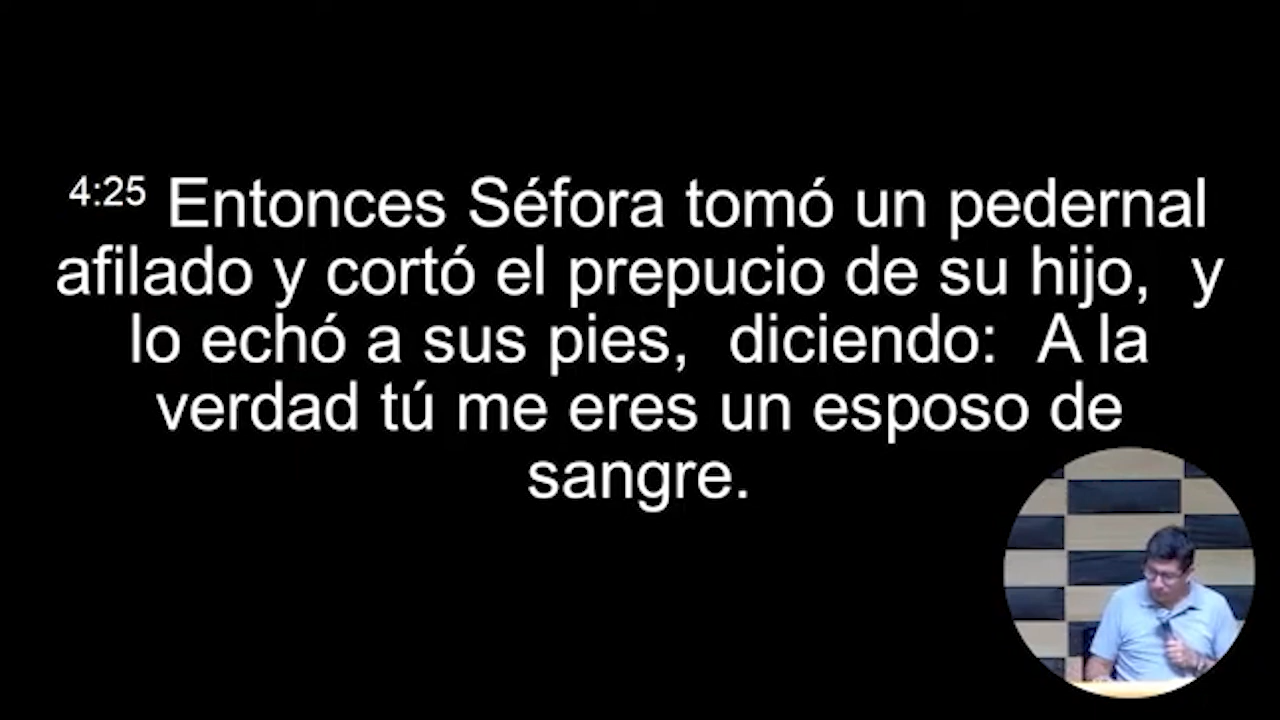 4:25 Entonces Séfora tomó un pedernal
afilado y cortó el prepucio de su hijo,  y
lo echó a sus pies,  diciendo:  A la
verdad tú me eres un esposo de
sangre.